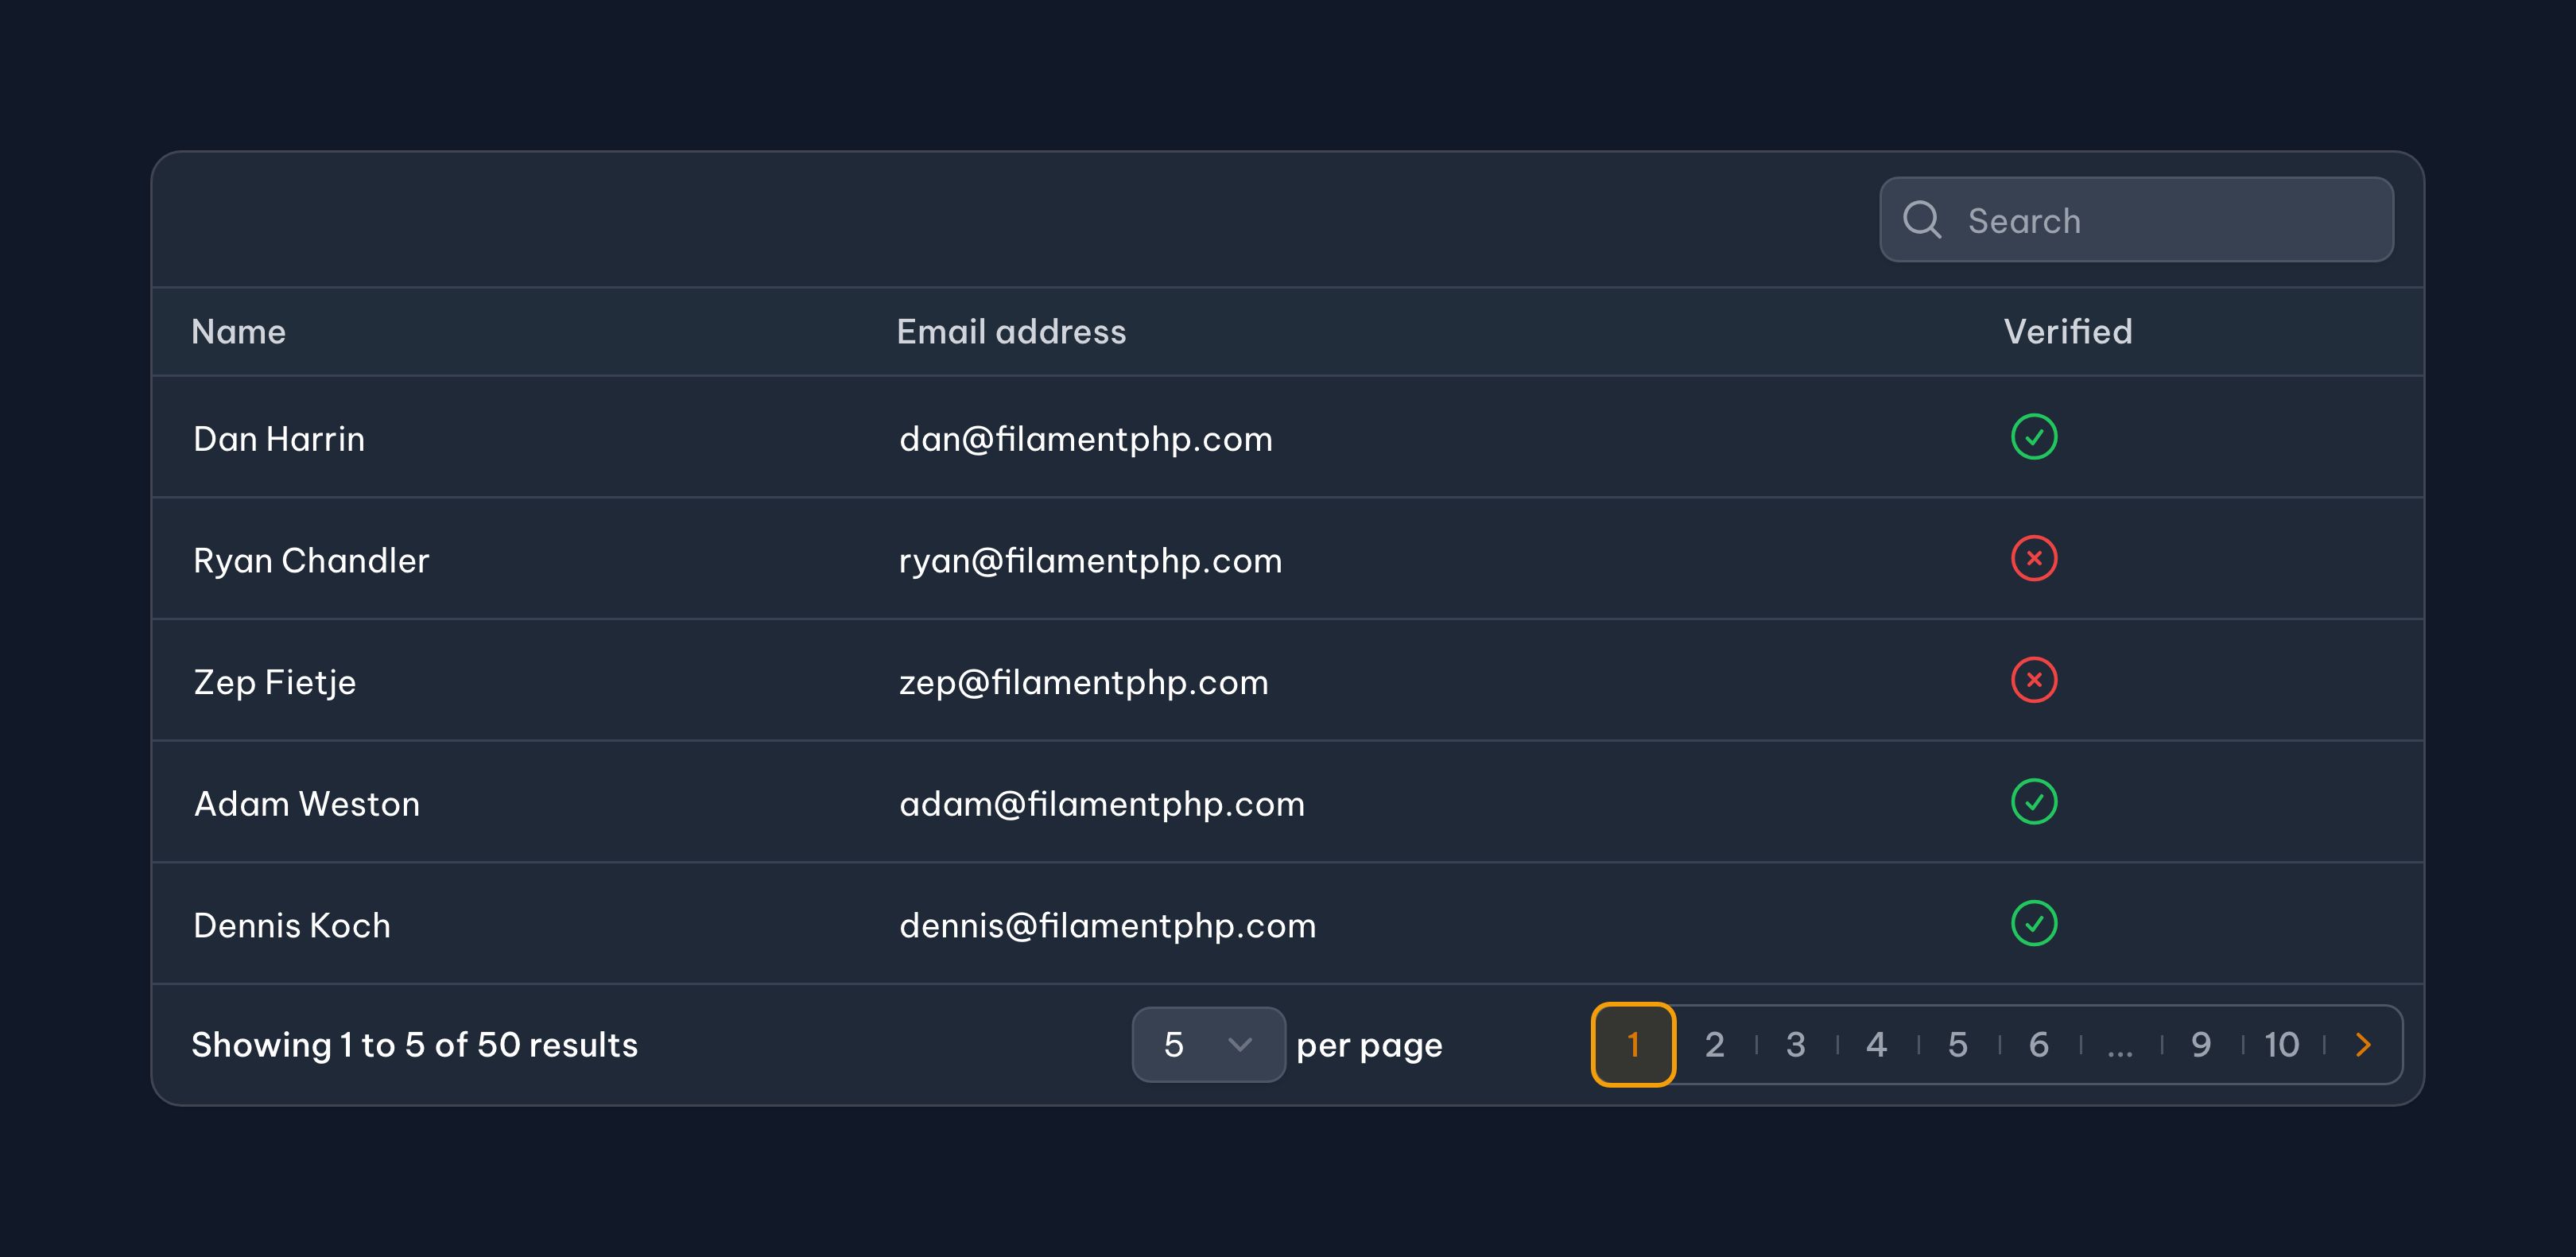 Search
Name Email address Verified
Dan Harrin dan@filamentphp.com
Ryan Chandler ryan@filamentphp.com
Zep Fietje zep@filamentphp.com
Adam Weston adam@filamentphp.com
Dennis Koch dennis@filamentphp.com
Showing 1 to 5 of 50 results 5 per page 1 2 3 4 5 6 ... 9 10